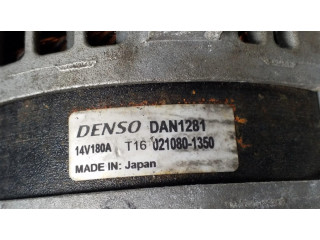 DENSO DAN1281
14V180A T16 021080-1350
MADE IN: Japan